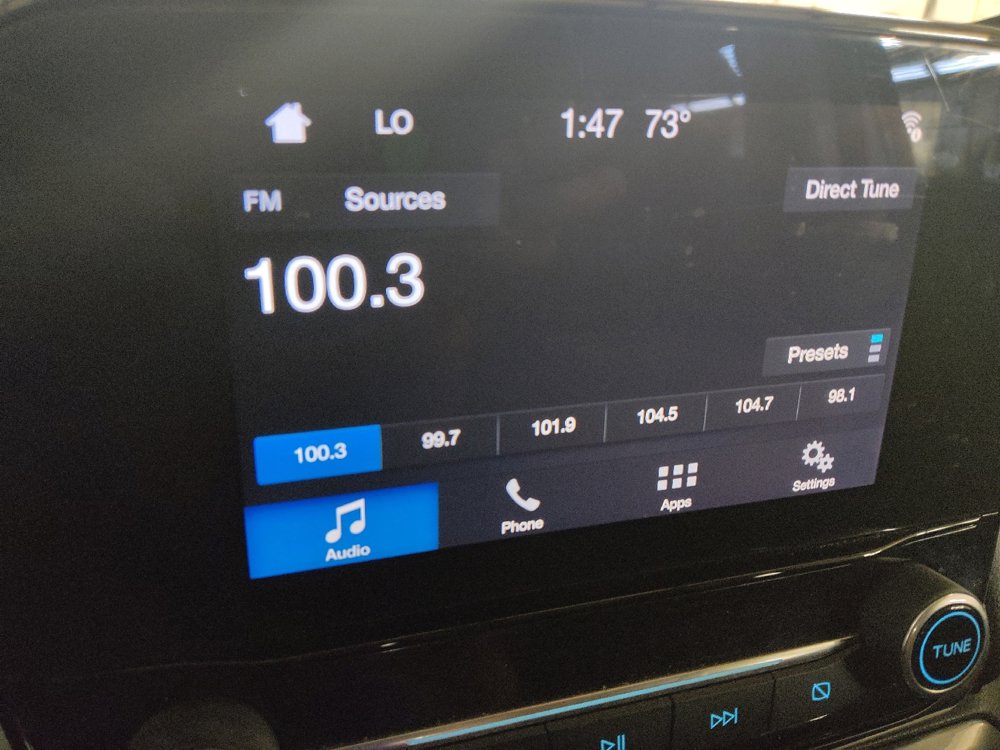 LO 1:47 73°
FM Sources Direct Tune
100.3
Presets
100.3 99.7 101.9 104.5 104.7 98.1
Audio Phone Apps Settings
TUNE